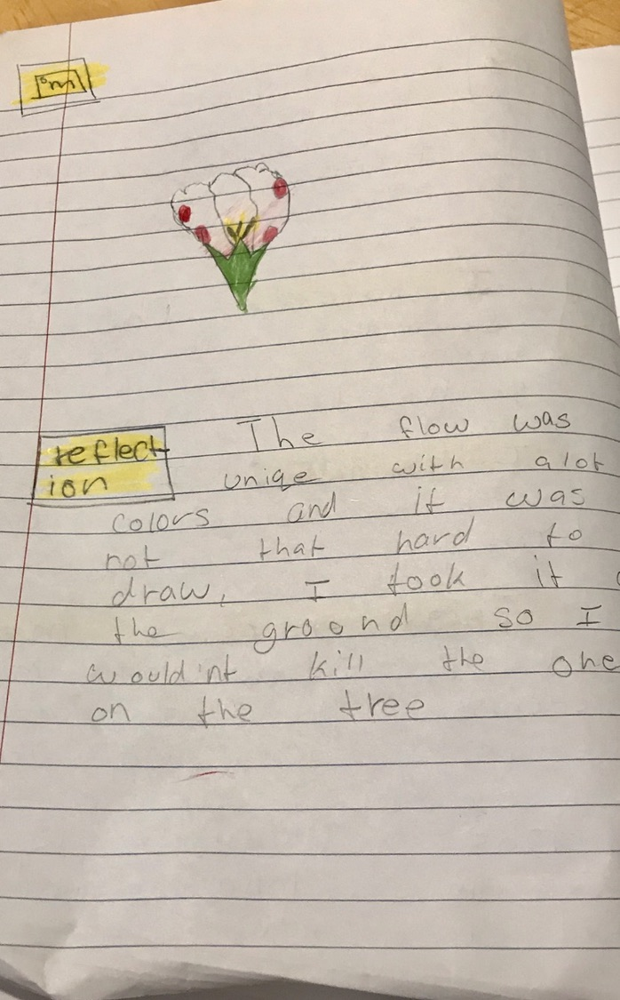 reflect
ion
The flow was
uniqe with alot
colors and it was
not that hard to
draw, I took it
the groond so I
would'nt kill the one
on the tree